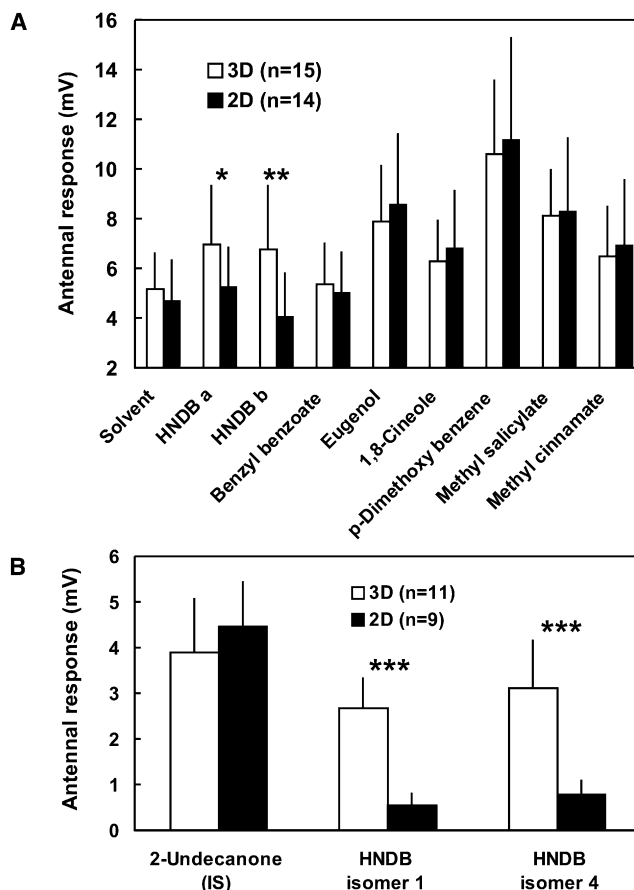 A
Antennal response (mV)
16
14
12
10
8
6
4
2
3D (n=15)
2D (n=14)
*
**
Solvent
HNDB a
HNDB b
Benzyl benzoate
Eugenol
1,8-Cineole
p-Dimethoxy benzene
Methyl salicylate
Methyl cinnamate
B
Antennal response (mV)
6
5
4
3
2
1
0
3D (n=11)
2D (n=9)
***
***
2-Undecanone
(IS)
HNDB
isomer 1
HNDB
isomer 4